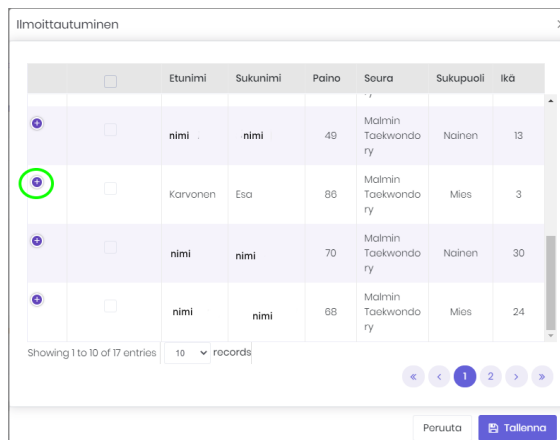 Ilmoittautuminen
Etunimi Sukunimi Paino Seura Sukupuoli Ikä
ry
nimi nimi 49 Malmin Taekwondo ry Nainen 13
Karvonen Esa 86 Malmin Taekwondo ry Mies 3
nimi nimi 70 Malmin Taekwondo ry Nainen 30
nimi nimi 68 Malmin Taekwondo ry Mies 24
Showing 1 to 10 of 17 entries 10 records
« ‹ 1 2 › »
Peruuta Tallenna